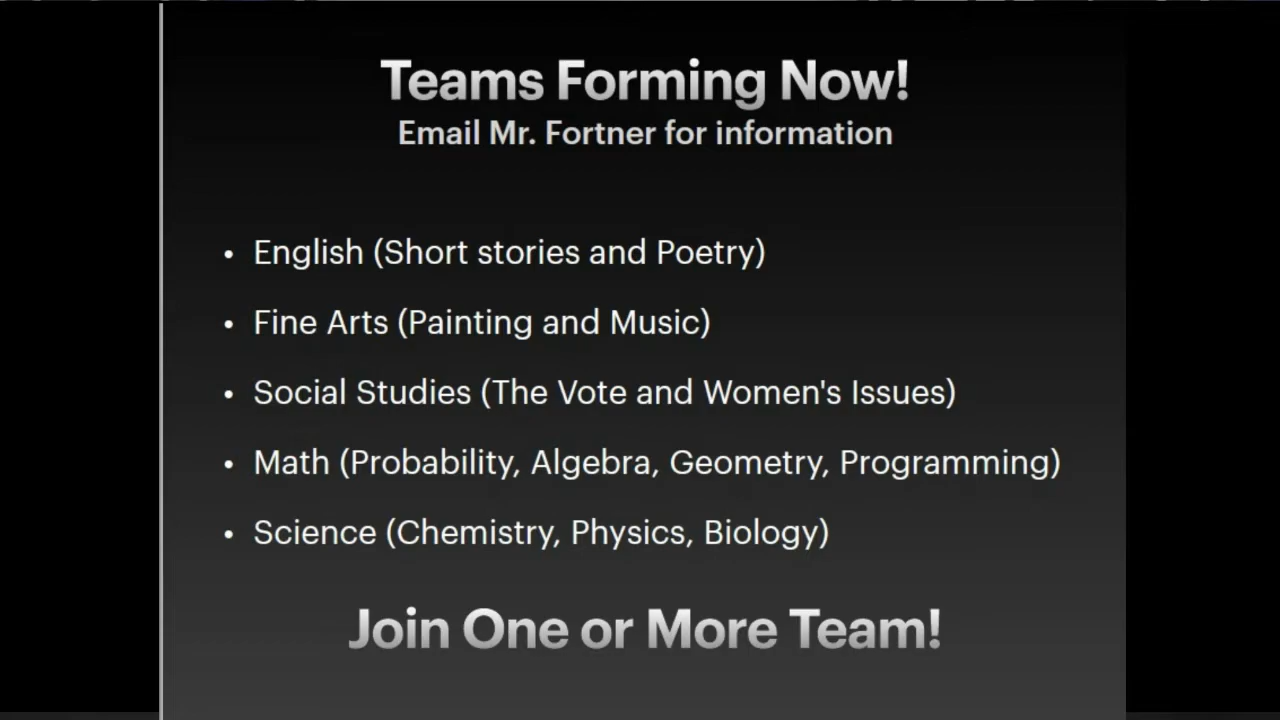 Teams Forming Now!
Email Mr. Fortner for information
• English (Short stories and Poetry)
• Fine Arts (Painting and Music)
• Social Studies (The Vote and Women's Issues)
• Math (Probability, Algebra, Geometry, Programming)
• Science (Chemistry, Physics, Biology)
Join One or More Team!